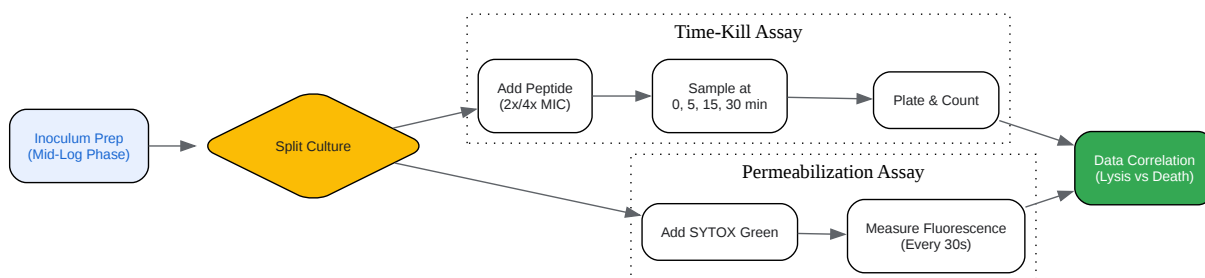 Inoculum Prep
(Mid-Log Phase)
Split Culture
Time-Kill Assay
Add Peptide
(2x/4x MIC)
Sample at
0, 5, 15, 30 min
Plate & Count
Permeabilization Assay
Add SYTOX Green
Measure Fluorescence
(Every 30s)
Data Correlation
(Lysis vs Death)